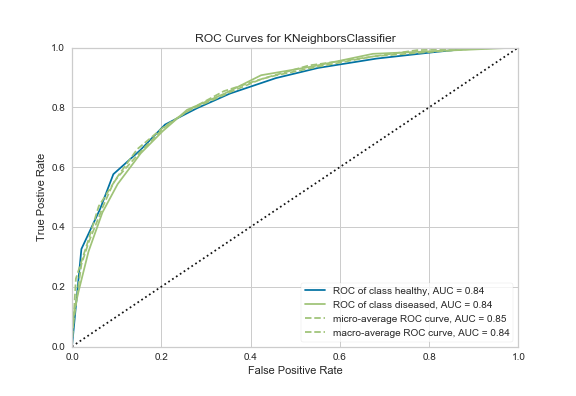 ROC Curves for KNeighborsClassifier
1.0
0.8
0.6
0.4
0.2
0.0
True Postive Rate
0.0 0.2 0.4 0.6 0.8 1.0
False Positive Rate
ROC of class healthy, AUC = 0.84
ROC of class diseased, AUC = 0.84
micro-average ROC curve, AUC = 0.85
macro-average ROC curve, AUC = 0.84